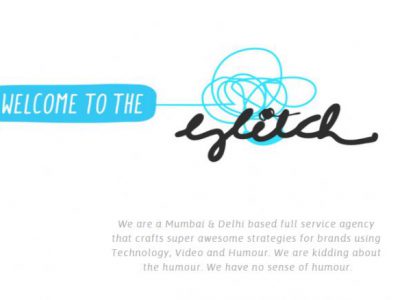 WELCOME TO THE
glitch
We are a Mumbai & Delhi based full service agency
that crafts super awesome strategies for brands using
Technology, Video and Humour. We are kidding about
the humour. We have no sense of humour.